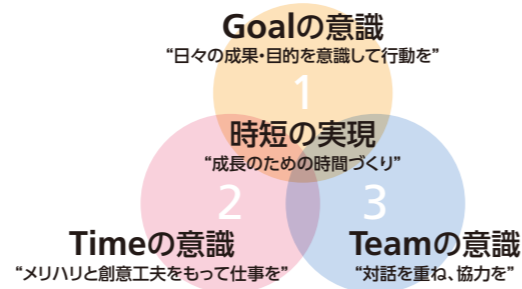 Goalの意識
“日々の成果・目的を意識して行動を”
1
時短の実現
“成長のための時間づくり”
2
3
Timeの意識
“メリハリと創意工夫をもって仕事を”
Teamの意識
“対話を重ね、協力を”